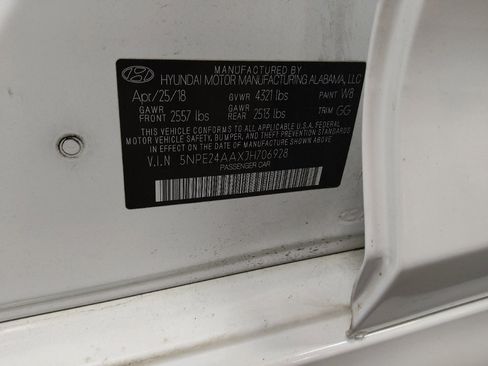 MANUFACTURED BY
HYUNDAI MOTOR MANUFACTURING ALABAMA, LLC
Apr/25/18 GVWR 4321 lbs PAINT W8
GAWR FRONT 2557 lbs GAWR REAR 2513 lbs TRIM GG
THIS VEHICLE CONFORMS TO ALL APPLICABLE U.S. FEDERAL
MOTOR VEHICLE SAFETY, BUMPER, AND THEFT PREVENTION
STANDARDS IN EFFECT ON THE DATE OF MANUFACTURE SHOWN ABOVE.
V.I.N 5NPE24AAXJH706928
PASSENGER CAR